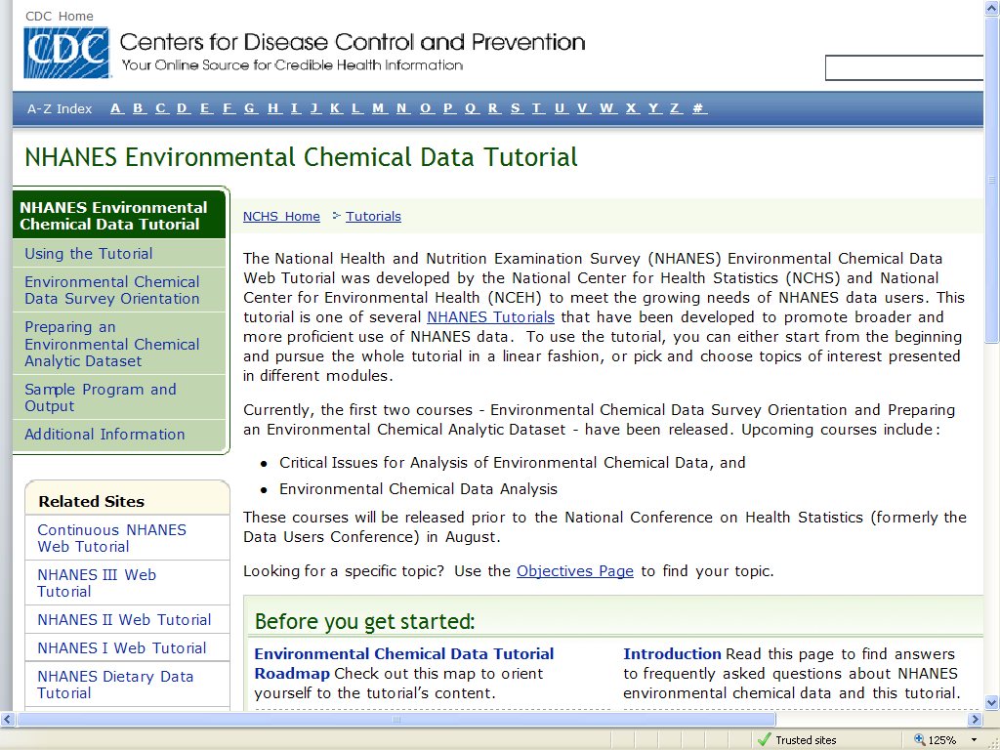 CDC Home
CDC
Centers for Disease Control and Prevention
Your Online Source for Credible Health Information
A-Z Index A B C D E F G H I J K L M N O P Q R S T U V W X Y Z #
NHANES Environmental Chemical Data Tutorial
NHANES Environmental
Chemical Data Tutorial
Using the Tutorial
Environmental Chemical
Data Survey Orientation
Preparing an
Environmental Chemical
Analytic Dataset
Sample Program and
Output
Additional Information
Related Sites
Continuous NHANES
Web Tutorial
NHANES III Web
Tutorial
NHANES II Web Tutorial
NHANES I Web Tutorial
NHANES Dietary Data
Tutorial
NCHS Home > Tutorials
The National Health and Nutrition Examination Survey (NHANES) Environmental Chemical Data
Web Tutorial was developed by the National Center for Health Statistics (NCHS) and National
Center for Environmental Health (NCEH) to meet the growing needs of NHANES data users. This
tutorial is one of several NHANES Tutorials that have been developed to promote broader and
more proficient use of NHANES data. To use the tutorial, you can either start from the beginning
and pursue the whole tutorial in a linear fashion, or pick and choose topics of interest presented
in different modules.
Currently, the first two courses - Environmental Chemical Data Survey Orientation and Preparing
an Environmental Chemical Analytic Dataset - have been released. Upcoming courses include:
• Critical Issues for Analysis of Environmental Chemical Data, and
• Environmental Chemical Data Analysis
These courses will be released prior to the National Conference on Health Statistics (formerly the
Data Users Conference) in August.
Looking for a specific topic? Use the Objectives Page to find your topic.
Before you get started:
Environmental Chemical Data Tutorial
Roadmap Check out this map to orient
yourself to the tutorial's content.
Introduction Read this page to find answers
to frequently asked questions about NHANES
environmental chemical data and this tutorial.
Trusted sites
125%